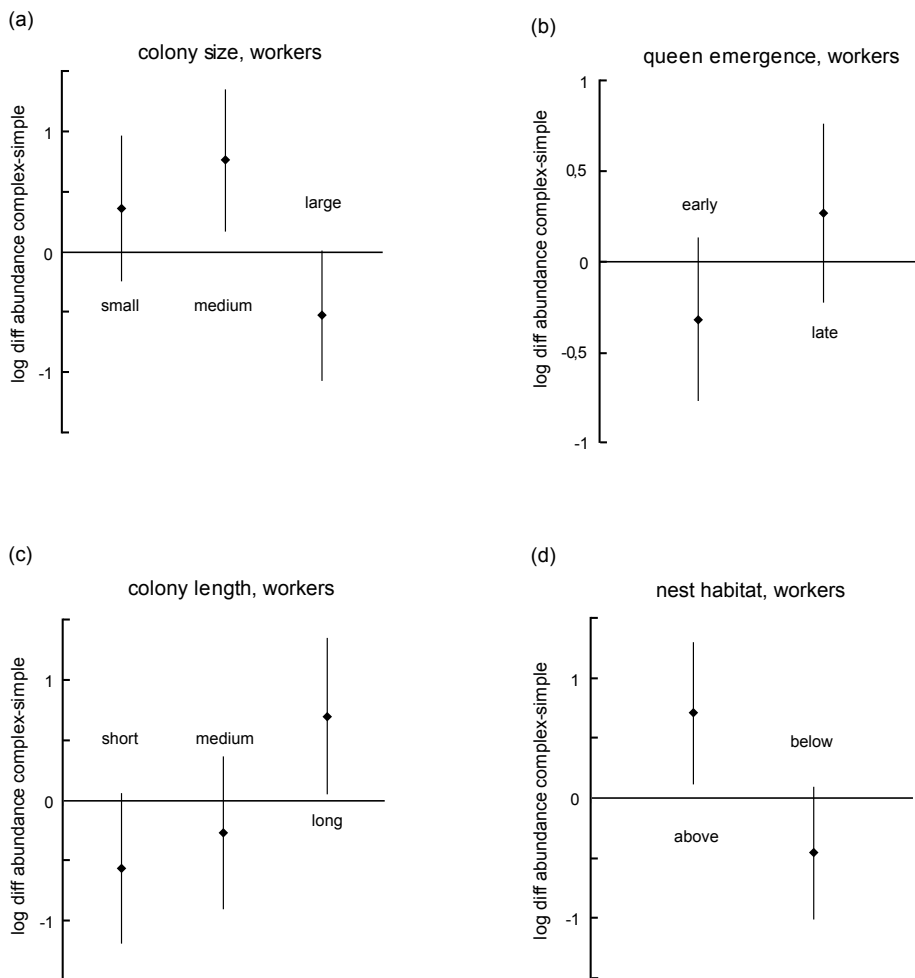 (a)
colony size, workers
log diff abundance complex-simple
1
0
-1
small
medium
large
(b)
queen emergence, workers
log diff abundance complex-simple
1
0,5
0
-0,5
-1
early
late
(c)
colony length, workers
log diff abundance complex-simple
1
0
-1
short
medium
long
(d)
nest habitat, workers
log diff abundance complex-simple
1
0
-1
above
below